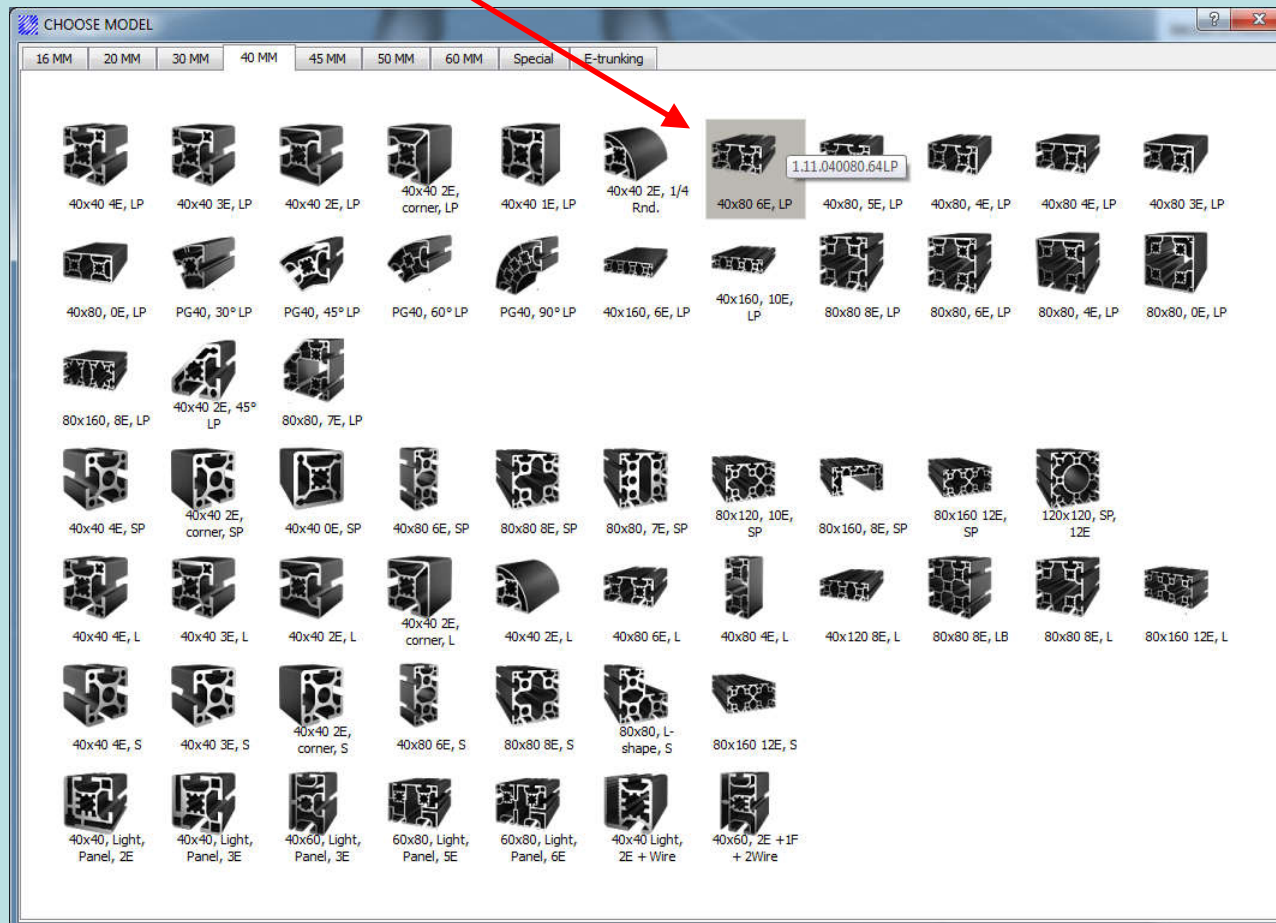 CHOOSE MODEL
16 MM 20 MM 30 MM 40 MM 45 MM 50 MM 60 MM Special E-trunking
1.11.040080.64LP
40x40 4E, LP
40x40 3E, LP
40x40 2E, LP
40x40 2E,
corner, LP
40x40 1E, LP
40x40 2E, 1/4
Rnd.
40x80 6E, LP
40x80, 5E, LP
40x80, 4E, LP
40x80 4E, LP
40x80 3E, LP
40x80, 0E, LP
PG40, 30° LP
PG40, 45° LP
PG40, 60° LP
PG40, 90° LP
40x160, 6E, LP
40x160, 10E,
LP
80x80 8E, LP
80x80, 6E, LP
80x80, 4E, LP
80x80, 0E, LP
80x160, 8E, LP
40x40 2E, 45°
LP
80x80, 7E, LP
40x40 4E, SP
40x40 2E,
corner, SP
40x40 0E, SP
40x80 6E, SP
80x80 8E, SP
80x80, 7E, SP
80x120, 10E,
SP
80x160, 8E, SP
80x160 12E,
SP
120x120, SP,
12E
40x40 4E, L
40x40 3E, L
40x40 2E, L
40x40 2E,
corner, L
40x40 2E, L
40x80 6E, L
40x80 4E, L
40x120 8E, L
80x80 8E, LB
80x80 8E, L
80x160 12E, L
40x40 4E, S
40x40 3E, S
40x40 2E,
corner, S
40x80 6E, S
80x80 8E, S
80x80, L-
shape, S
80x160 12E, S
40x40, Light,
Panel, 2E
40x40, Light,
Panel, 3E
40x60, Light,
Panel, 3E
60x80, Light,
Panel, 5E
60x80, Light,
Panel, 6E
40x40 Light,
2E + Wire
40x60, 2E +1F
+ 2Wire